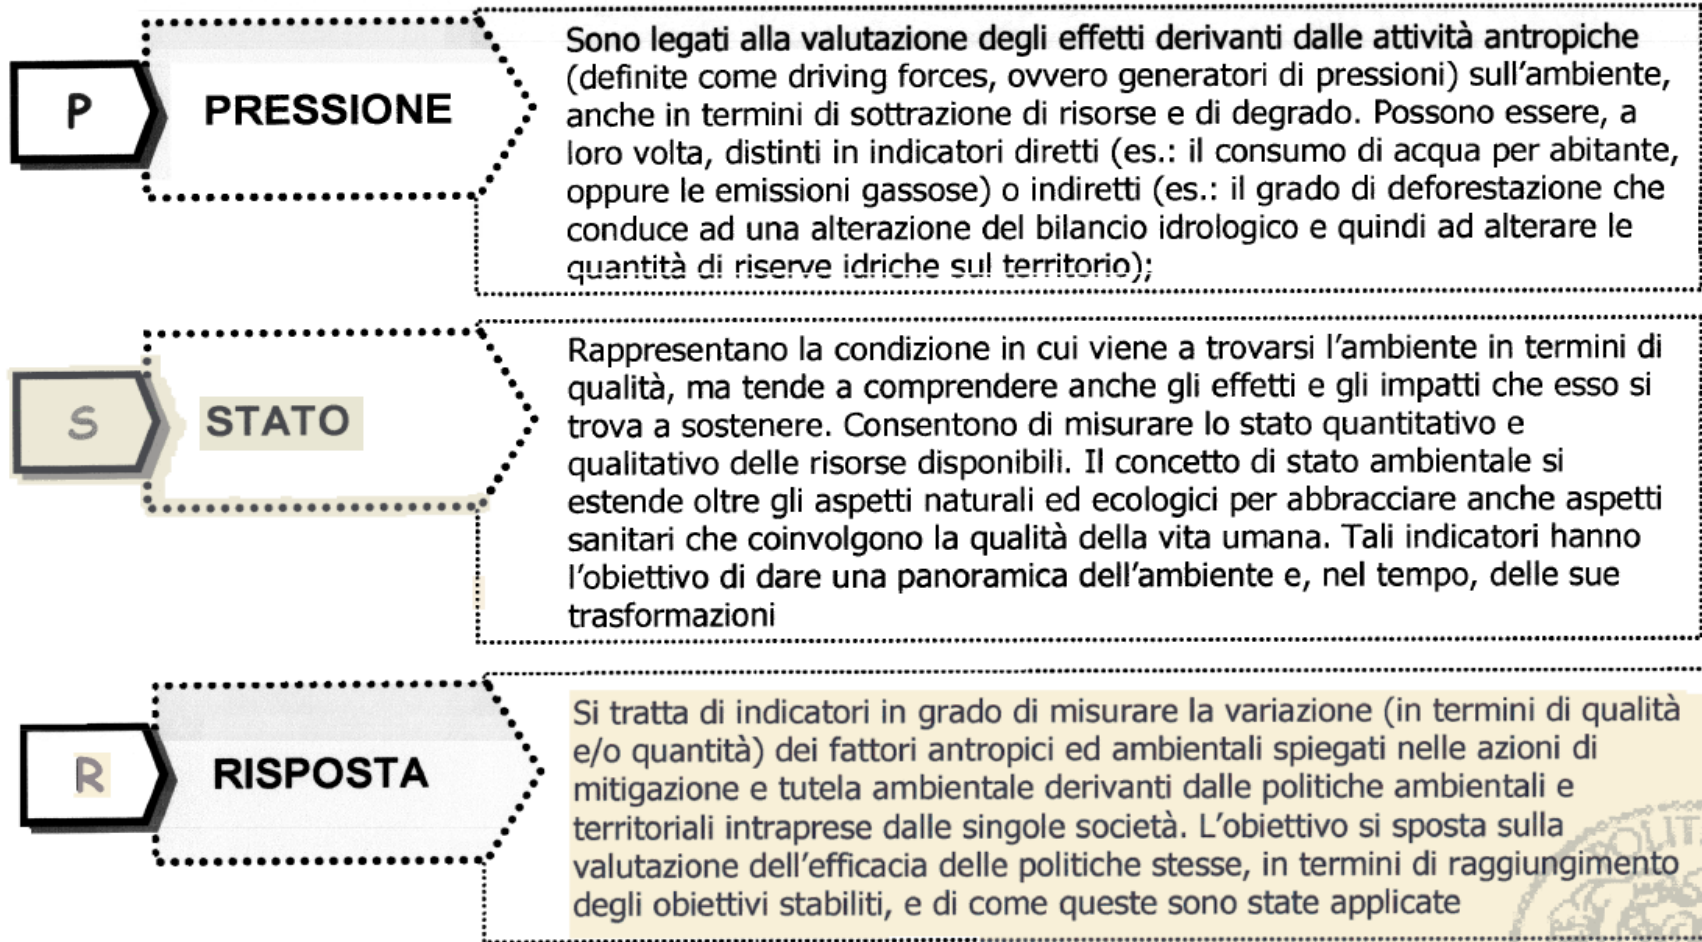 P
PRESSIONE
Sono legati alla valutazione degli effetti derivanti dalle attività antropiche
(definite come driving forces, ovvero generatori di pressioni) sull'ambiente,
anche in termini di sottrazione di risorse e di degrado. Possono essere, a
loro volta, distinti in indicatori diretti (es.: il consumo di acqua per abitante,
oppure le emissioni gassose) o indiretti (es.: il grado di deforestazione che
conduce ad una alterazione del bilancio idrologico e quindi ad alterare le
quantità di riserve idriche sul territorio);
S
STATO
Rappresentano la condizione in cui viene a trovarsi l'ambiente in termini di
qualità, ma tende a comprendere anche gli effetti e gli impatti che esso si
trova a sostenere. Consentono di misurare lo stato quantitativo e
qualitativo delle risorse disponibili. Il concetto di stato ambientale si
estende oltre gli aspetti naturali ed ecologici per abbracciare anche aspetti
sanitari che coinvolgono la qualità della vita umana. Tali indicatori hanno
l'obiettivo di dare una panoramica dell'ambiente e, nel tempo, delle sue
trasformazioni
R
RISPOSTA
Si tratta di indicatori in grado di misurare la variazione (in termini di qualità
e/o quantità) dei fattori antropici ed ambientali spiegati nelle azioni di
mitigazione e tutela ambientale derivanti dalle politiche ambientali e
territoriali intraprese dalle singole società. L'obiettivo si sposta sulla
valutazione dell'efficacia delle politiche stesse, in termini di raggiungimento
degli obiettivi stabiliti, e di come queste sono state applicate